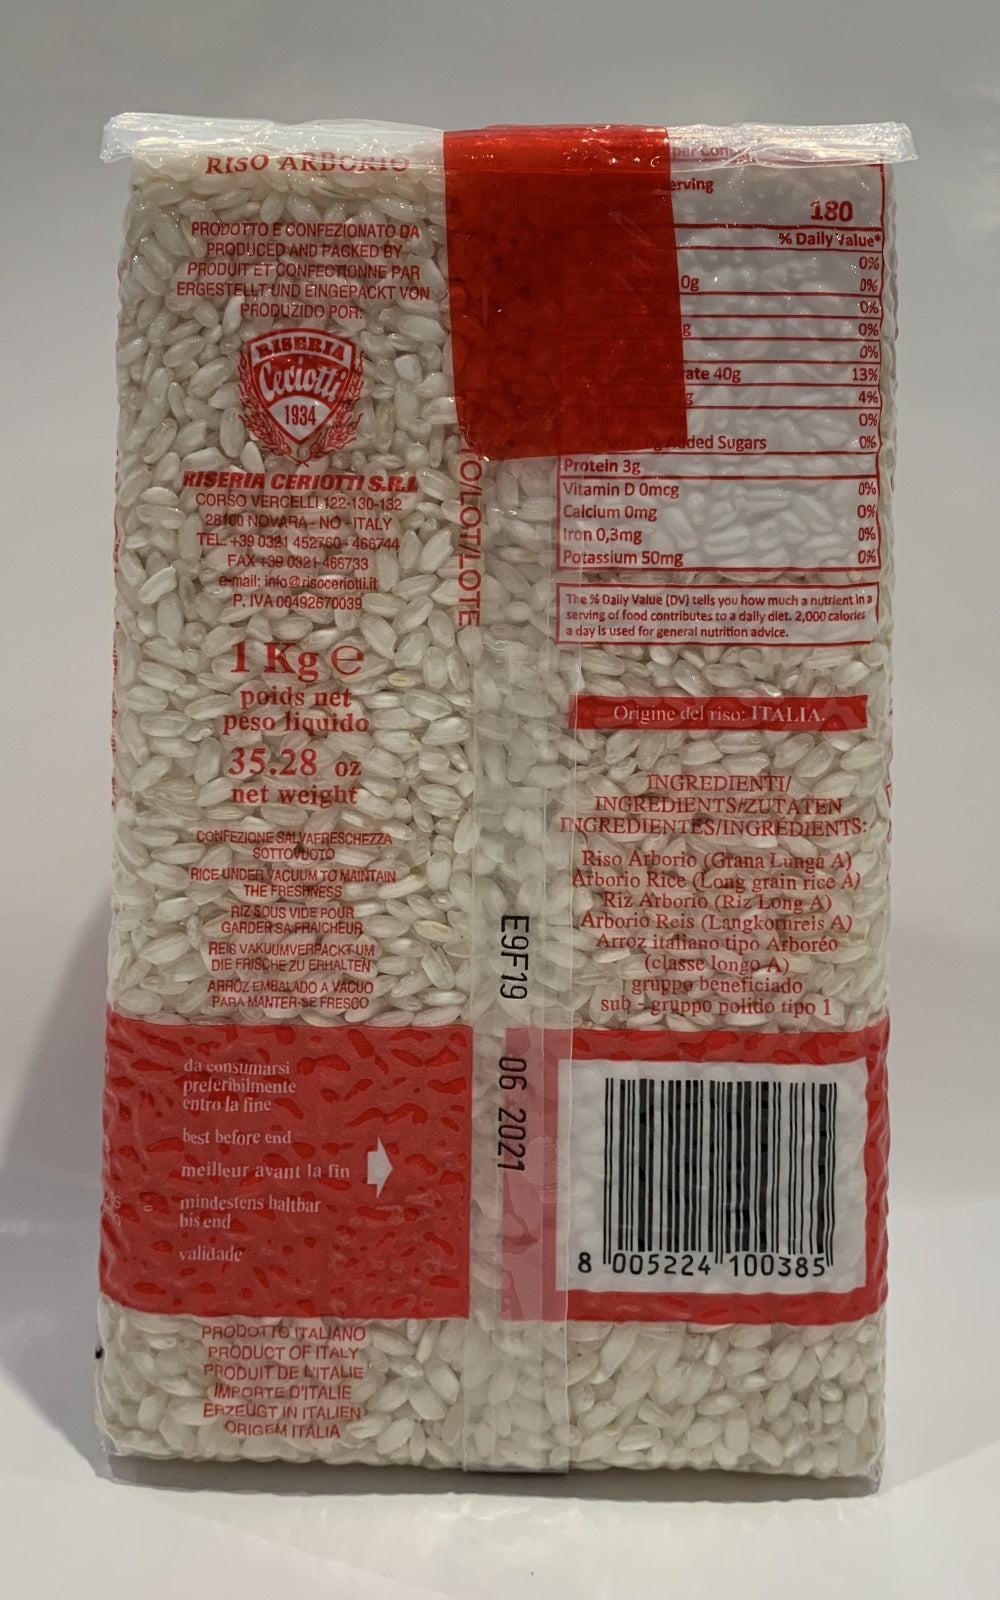 RISO ARBORIO
PRODOTTO E CONFEZIONATO DA
PRODUCED AND PACKED BY
PRODUIT ET CONFECTIONNE PAR
ERGESTELLT UND EINGEPACKT VON
PRODUZIDO POR:
RISERIA
Ceriotti
1934
RISERIA CERIOTTI S.R.L
CORSO VERCELLI 122-130-132
28100 NOVARA - NO - ITALY
TEL. +39 0321 452760 - 466744
FAX +39 0321 466733
e-mail: info@risoceriotti.it
P. IVA 00492670039
1 Kg e
poids net
peso liquido
35.28 oz
net weight
CONFEZIONE SALVAFRESCHEZZA
SOTTOVUOTO
RICE UNDER VACUUM TO MAINTAIN
THE FRESHNESS
RIZ SOUS VIDE POUR
GARDER SA FRAICHEUR
REIS VAKUUMVERPACKT UM
DIE FRISCHE ZU ERHALTEN
ARRÔZ EMBALADO A VÁCUO
PARA MANTER-SE FRESCO
da consumarsi
preferibilmente
entro la fine
best before end
meilleur avant la fin
mindestens haltbar
bis end
validade
PRODOTTO ITALIANO
PRODUCT OF ITALY
PRODUIT DE L'ITALIE
IMPORTE D'ITALIE
ERZEUGT IN ITALIEN
ORIGEM ITALIA
TO/LOT/LOTE
E9F19 06 2021
per
erving
180
% Daily Value*
0%
0g 0%
0%
g 0%
0%
rate 40g 13%
g 4%
0%
g Added Sugars 0%
Protein 3g
Vitamin D 0mcg 0%
Calcium 0mg 0%
Iron 0,3mg 0%
Potassium 50mg 0%
The % Daily Value (DV) tells you how much a nutrient in a
serving of food contributes to a daily diet. 2,000 calories
a day is used for general nutrition advice.
Origine del riso: ITALIA.
INGREDIENTI/
INGREDIENTS/ZUTATEN
INGREDIENTES/INGRÉDIENTS:
Riso Arborio (Grana Lunga A)
Arborio Rice (Long grain rice A)
Riz Arborio (Riz Long A)
Arborio Reis (Langkornreis A)
Arroz italiano tipo Arboréo
(classe longo A)
gruppo beneficiado
sub - gruppo polido tipo 1
8 005224 100385